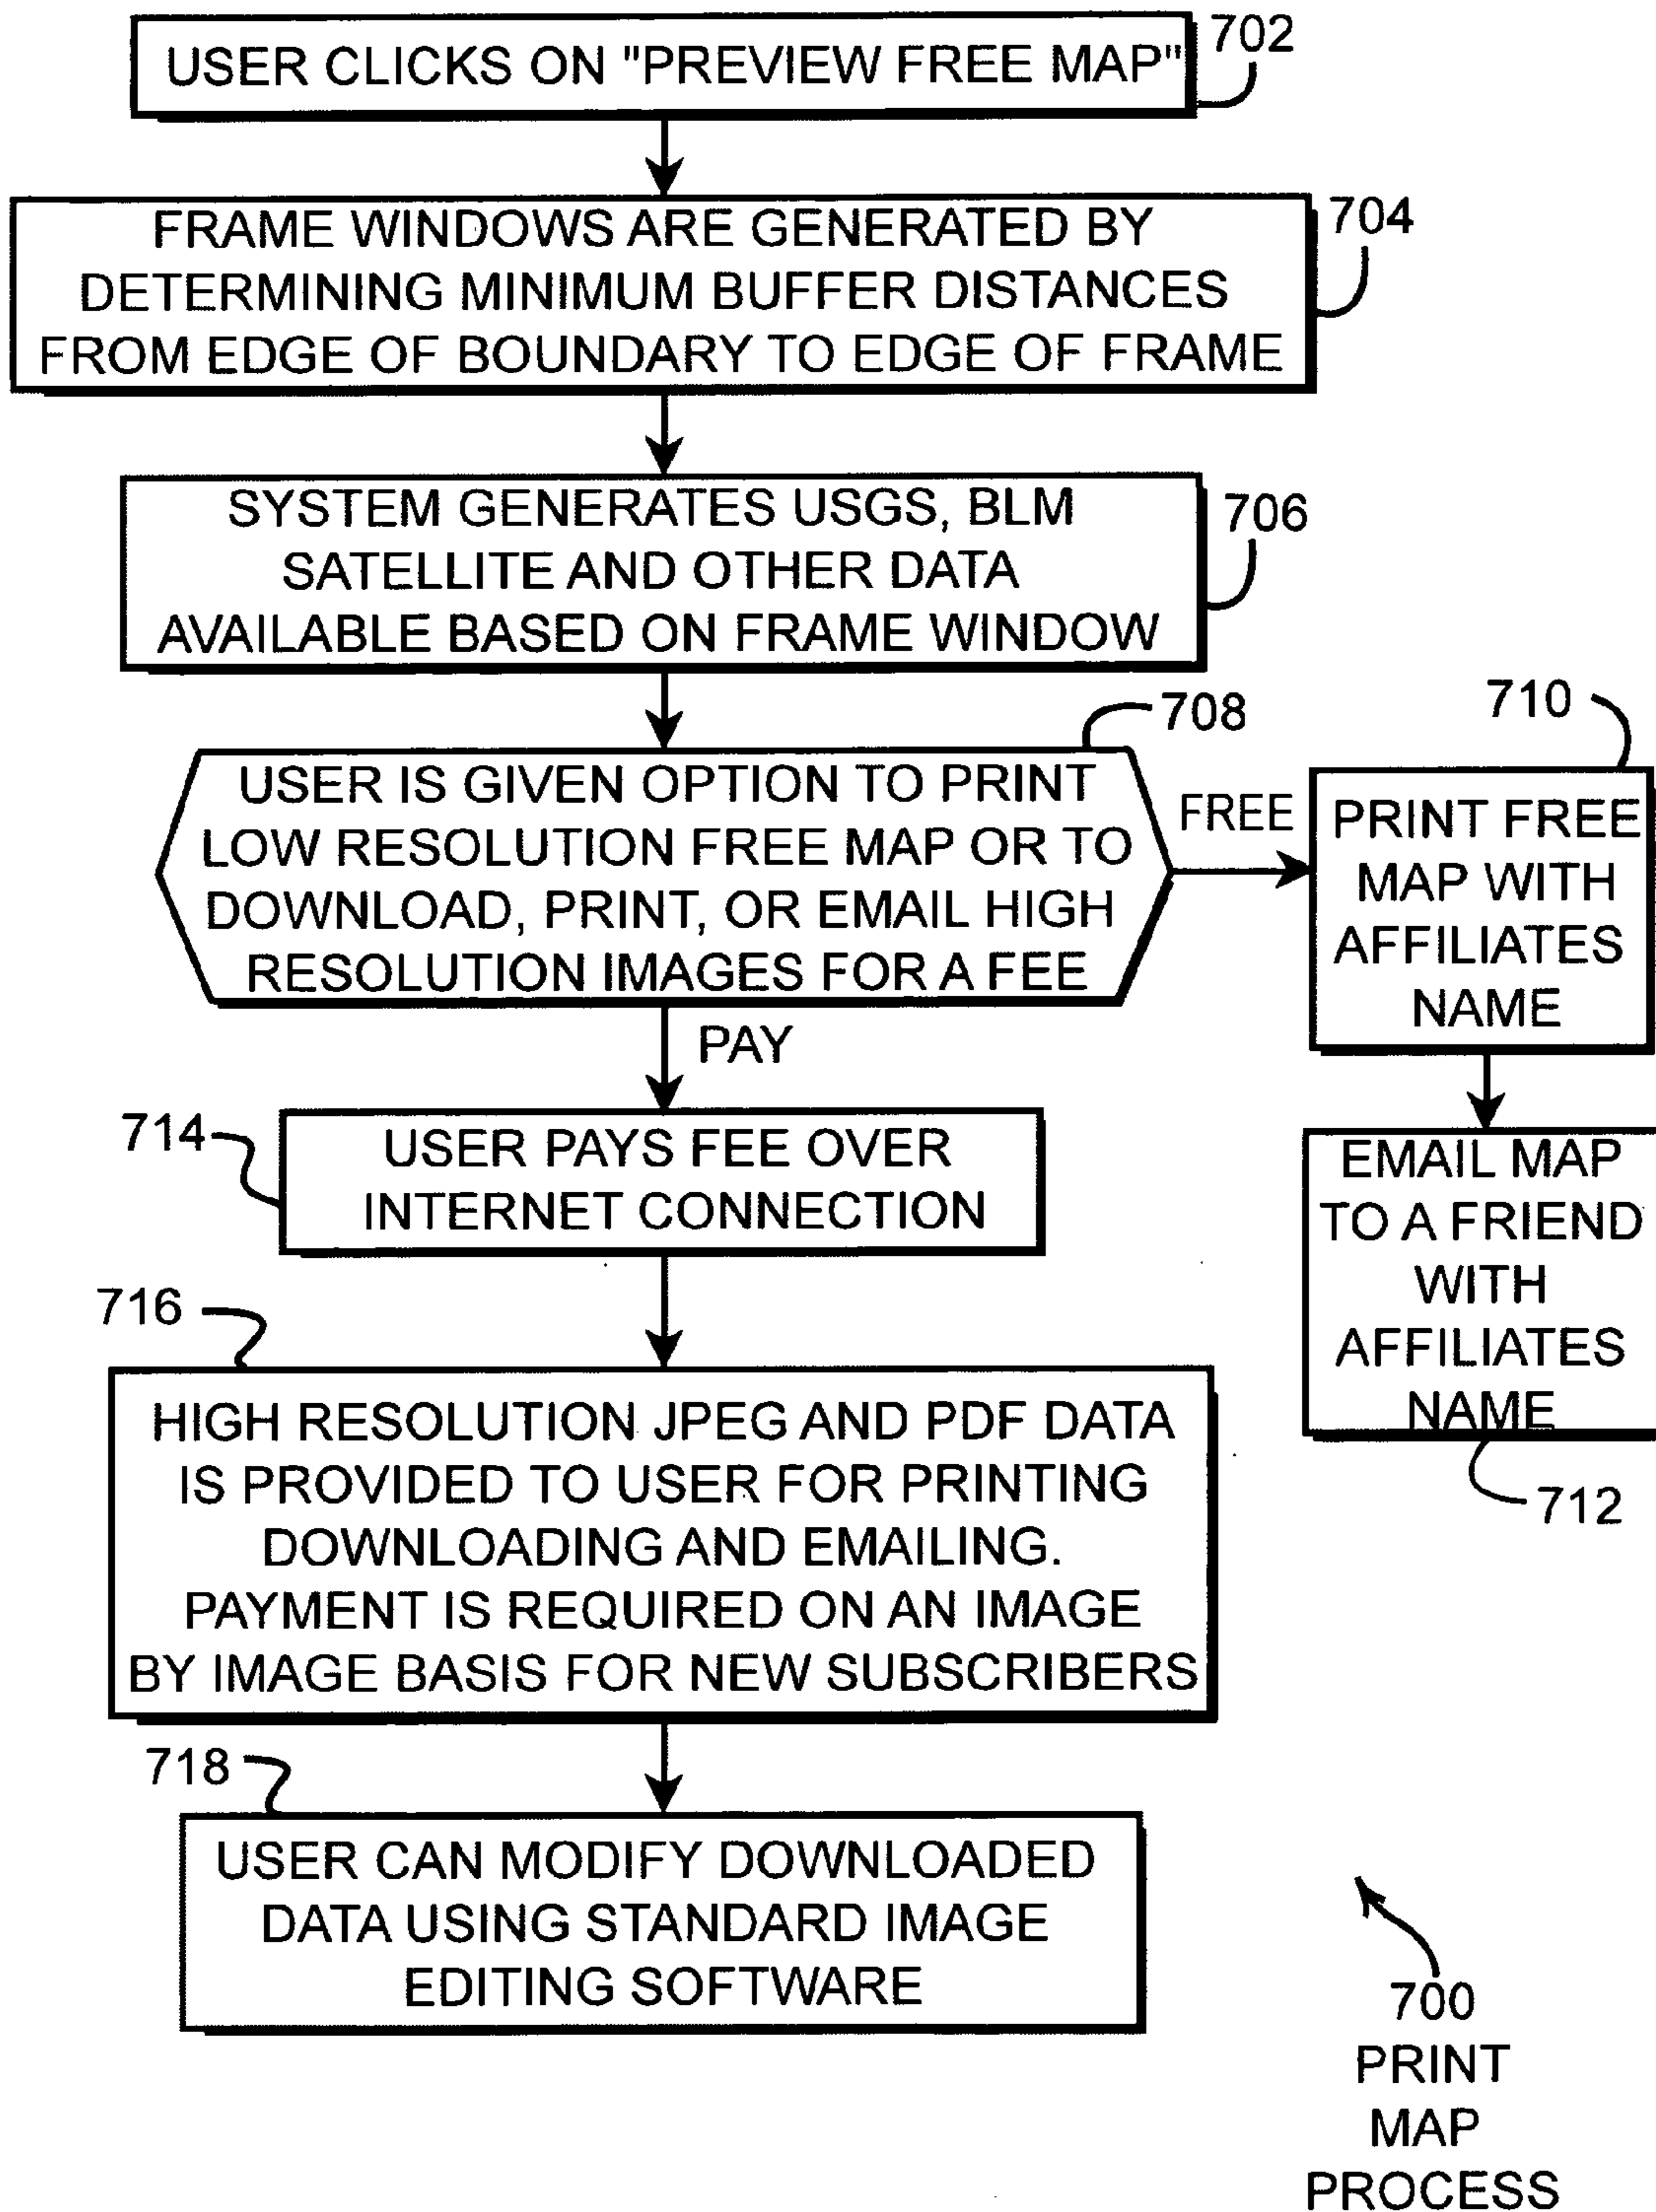 702
USER CLICKS ON "PREVIEW FREE MAP"
704
FRAME WINDOWS ARE GENERATED BY
DETERMINING MINIMUM BUFFER DISTANCES
FROM EDGE OF BOUNDARY TO EDGE OF FRAME
706
SYSTEM GENERATES USGS, BLM
SATELLITE AND OTHER DATA
AVAILABLE BASED ON FRAME WINDOW
708
USER IS GIVEN OPTION TO PRINT
LOW RESOLUTION FREE MAP OR TO
DOWNLOAD, PRINT, OR EMAIL HIGH
RESOLUTION IMAGES FOR A FEE
FREE
710
PRINT FREE
MAP WITH
AFFILIATES
NAME
EMAIL MAP
TO A FRIEND
WITH
AFFILIATES
NAME
712
PAY
714
USER PAYS FEE OVER
INTERNET CONNECTION
716
HIGH RESOLUTION JPEG AND PDF DATA
IS PROVIDED TO USER FOR PRINTING
DOWNLOADING AND EMAILING.
PAYMENT IS REQUIRED ON AN IMAGE
BY IMAGE BASIS FOR NEW SUBSCRIBERS
718
USER CAN MODIFY DOWNLOADED
DATA USING STANDARD IMAGE
EDITING SOFTWARE
700
PRINT
MAP
PROCESS